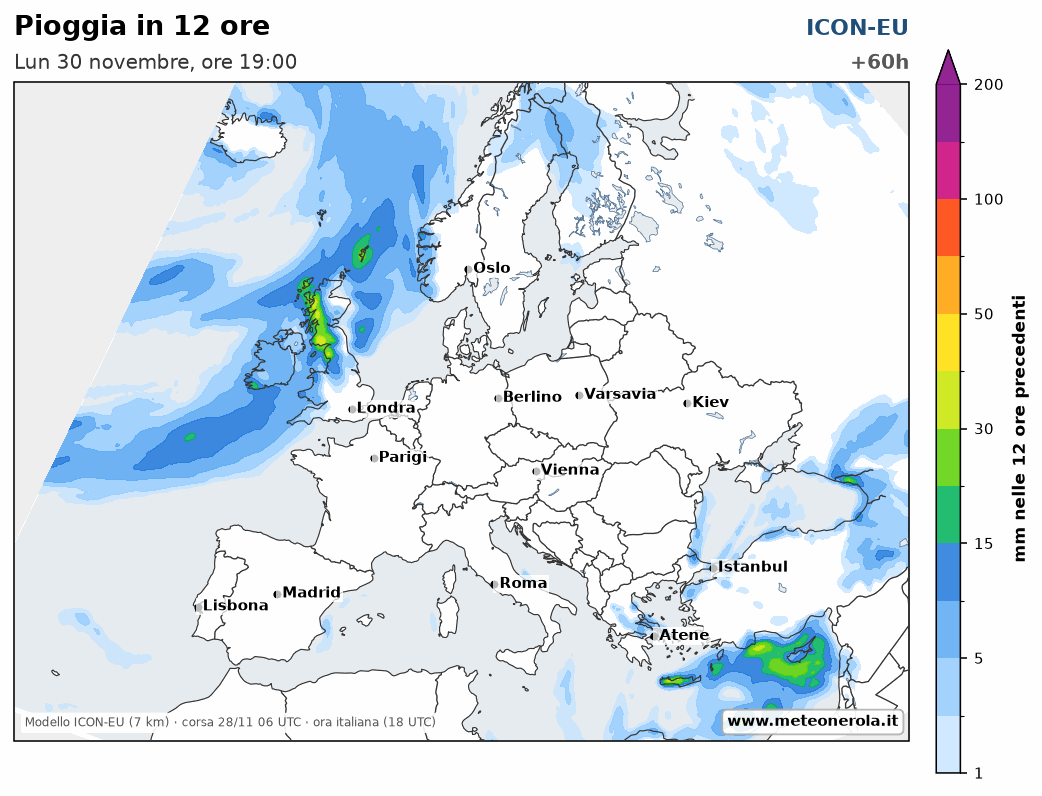 Pioggia in 12 ore
ICON-EU
Lun 30 novembre, ore 19:00
+60h
200
100
50
30
15
5
1
mm nelle 12 ore precedenti
Oslo
Berlino
Varsavia
Kiev
Londra
Parigi
Vienna
Istanbul
Roma
Madrid
Lisbona
Atene
Modello ICON-EU (7 km) · corsa 28/11 06 UTC · ora italiana (18 UTC)
www.meteonerola.it